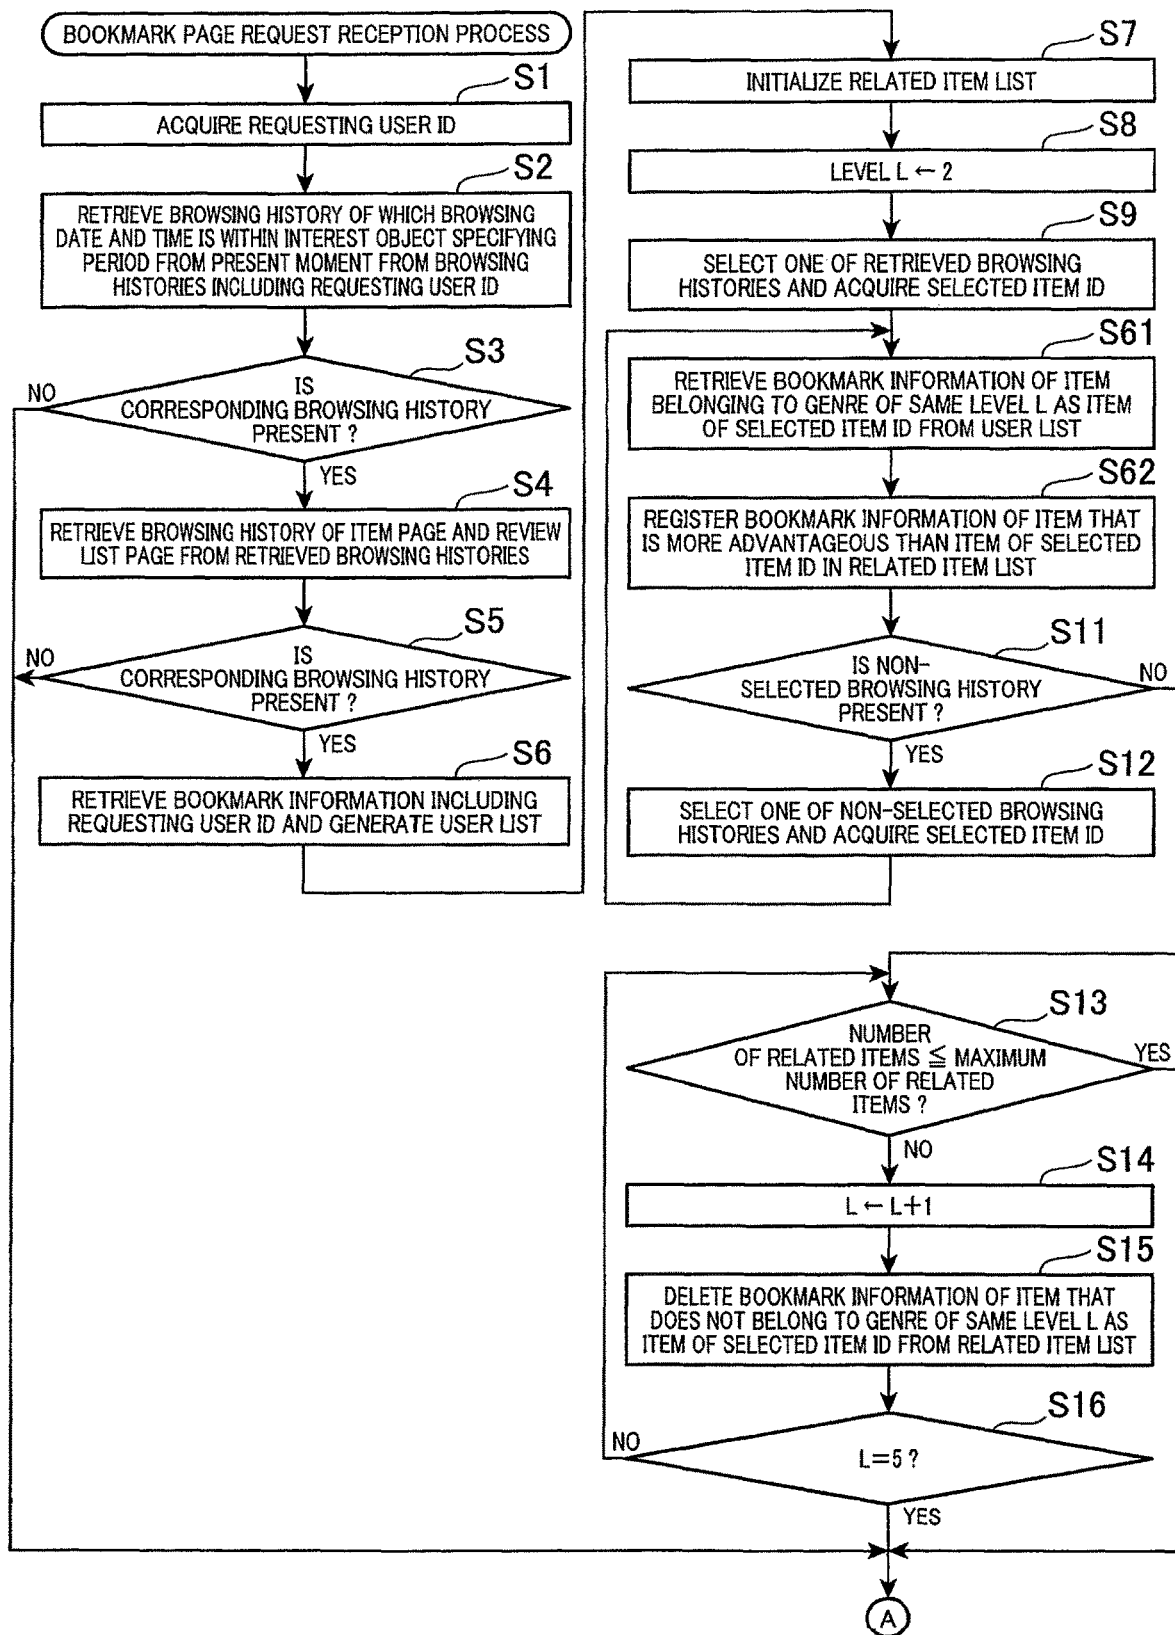 BOOKMARK PAGE REQUEST RECEPTION PROCESS
S1
ACQUIRE REQUESTING USER ID
S2
RETRIEVE BROWSING HISTORY OF WHICH BROWSING
DATE AND TIME IS WITHIN INTEREST OBJECT SPECIFYING
PERIOD FROM PRESENT MOMENT FROM BROWSING
HISTORIES INCLUDING REQUESTING USER ID
S3
NO
IS
CORRESPONDING BROWSING HISTORY
PRESENT ?
YES
S4
RETRIEVE BROWSING HISTORY OF ITEM PAGE AND REVIEW
LIST PAGE FROM RETRIEVED BROWSING HISTORIES
S5
NO
IS
CORRESPONDING BROWSING HISTORY
PRESENT ?
YES
S6
RETRIEVE BOOKMARK INFORMATION INCLUDING
REQUESTING USER ID AND GENERATE USER LIST
S7
INITIALIZE RELATED ITEM LIST
S8
LEVEL L ← 2
S9
SELECT ONE OF RETRIEVED BROWSING
HISTORIES AND ACQUIRE SELECTED ITEM ID
S61
RETRIEVE BOOKMARK INFORMATION OF ITEM
BELONGING TO GENRE OF SAME LEVEL L AS ITEM
OF SELECTED ITEM ID FROM USER LIST
S62
REGISTER BOOKMARK INFORMATION OF ITEM THAT
IS MORE ADVANTAGEOUS THAN ITEM OF SELECTED
ITEM ID IN RELATED ITEM LIST
S11
IS NON-
SELECTED BROWSING HISTORY
PRESENT ?
NO
YES
S12
SELECT ONE OF NON-SELECTED BROWSING
HISTORIES AND ACQUIRE SELECTED ITEM ID
S13
NUMBER
OF RELATED ITEMS ≦ MAXIMUM
NUMBER OF RELATED
ITEMS ?
YES
NO
S14
L ← L+1
S15
DELETE BOOKMARK INFORMATION OF ITEM THAT
DOES NOT BELONG TO GENRE OF SAME LEVEL L AS
ITEM OF SELECTED ITEM ID FROM RELATED ITEM LIST
S16
NO
L=5 ?
YES
A